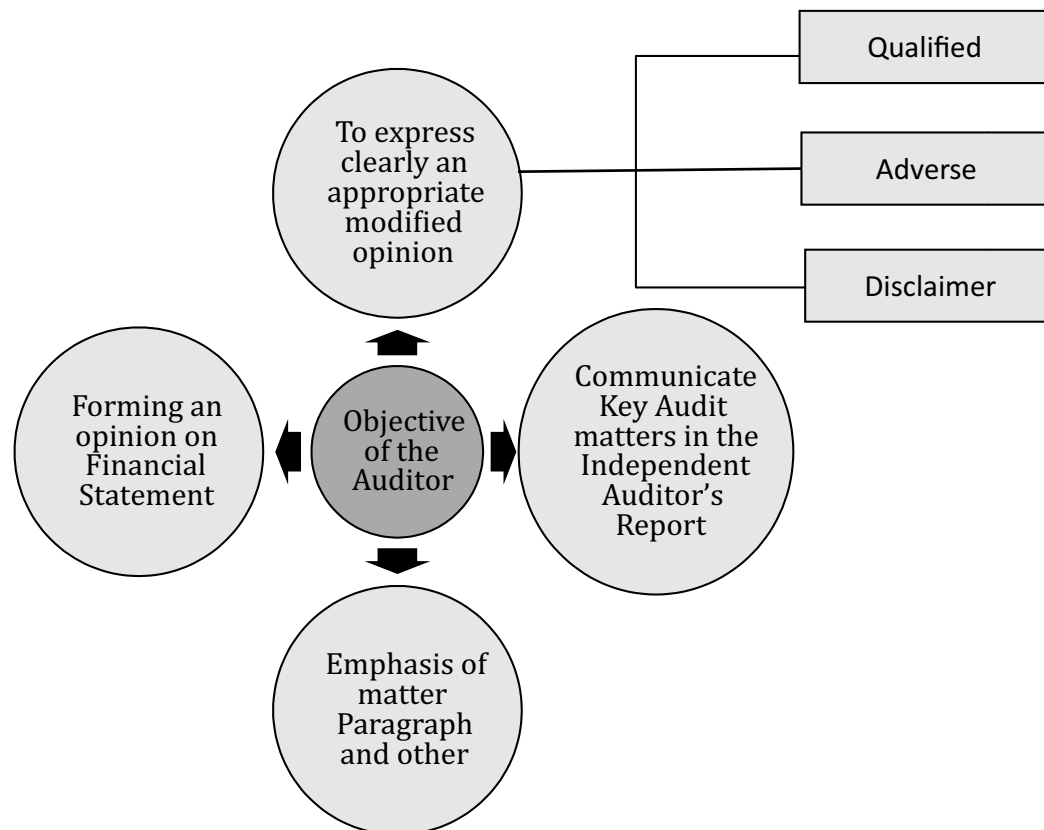 To express
clearly an
appropriate
modified
opinion
Qualified
Adverse
Disclaimer
Forming an
opinion on
Financial
Statement
Objective
of the
Auditor
Communicate
Key Audit
matters in the
Independent
Auditor’s
Report
Emphasis of
matter
Paragraph
and other